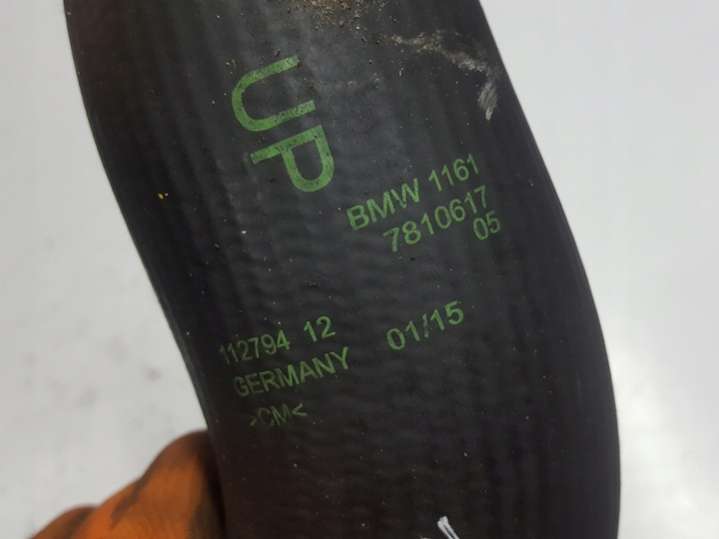 UP
BMW 1161
7810617
05
112794 12
01/15
GERMANY
>CM<